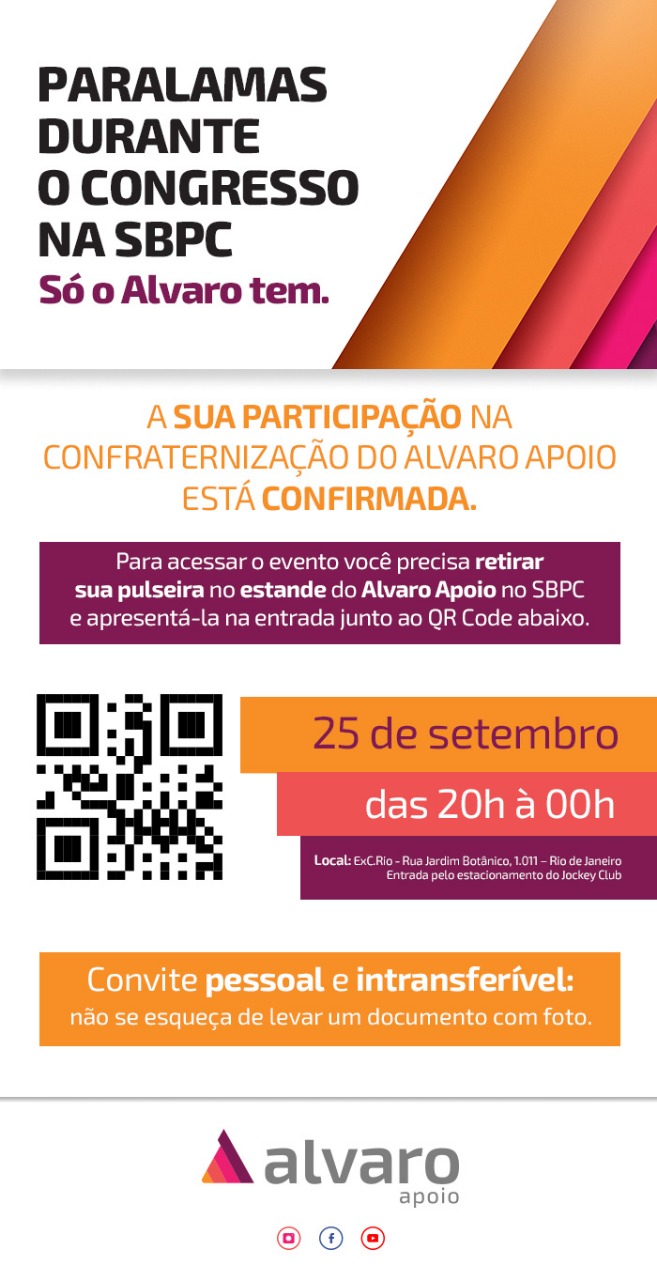 PARALAMAS
DURANTE
O CONGRESSO
NA SBPC
Só o Alvaro tem.
A SUA PARTICIPAÇÃO NA
CONFRATERNIZAÇÃO D0 ALVARO APOIO
ESTÁ CONFIRMADA.
Para acessar o evento você precisa retirar
sua pulseira no estande do Alvaro Apoio no SBPC
e apresentá-la na entrada junto ao QR Code abaixo.
25 de setembro
das 20h à 00h
Local: ExC.Rio - Rua Jardim Botânico, 1.011 – Rio de Janeiro
Entrada pelo estacionamento do Jockey Club
Convite pessoal e intransferível:
não se esqueça de levar um documento com foto.
alvaro
apoio